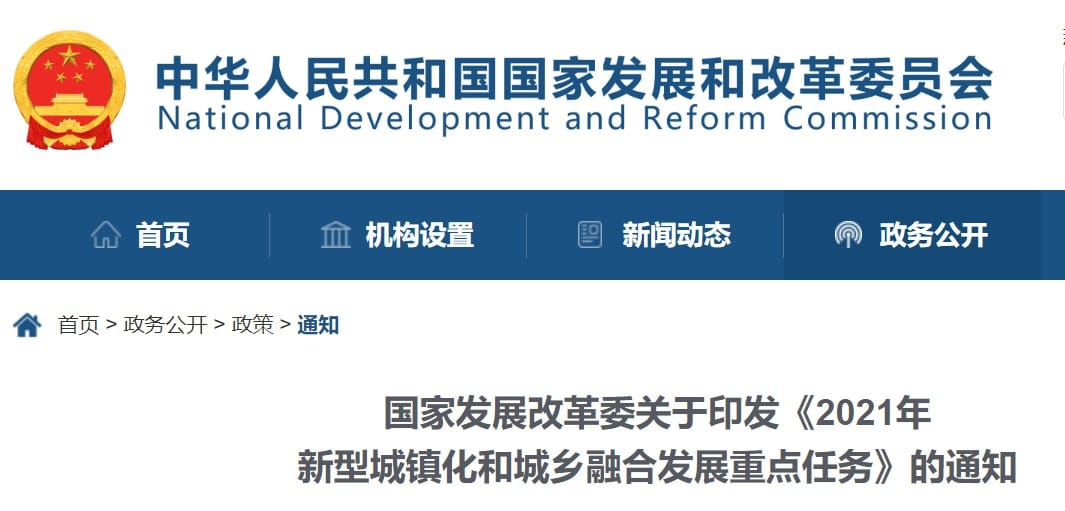 中华人民共和国国家发展和改革委员会
National Development and Reform Commission
首页 机构设置 新闻动态 政务公开
首页 > 政务公开 > 政策 > 通知
国家发展改革委关于印发《2021年
新型城镇化和城乡融合发展重点任务》的通知